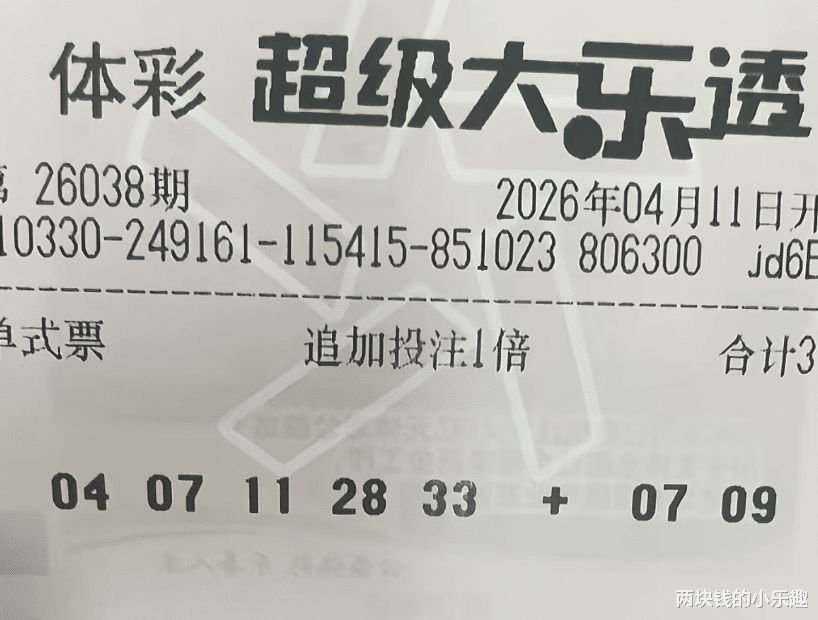 体彩 超级大乐透
26038期 2026年04月11日开
10330-249161-115415-851023 806300 jd6E
单式票 追加投注1倍 合计3
04 07 11 28 33 + 07 09
两块钱的小乐趣